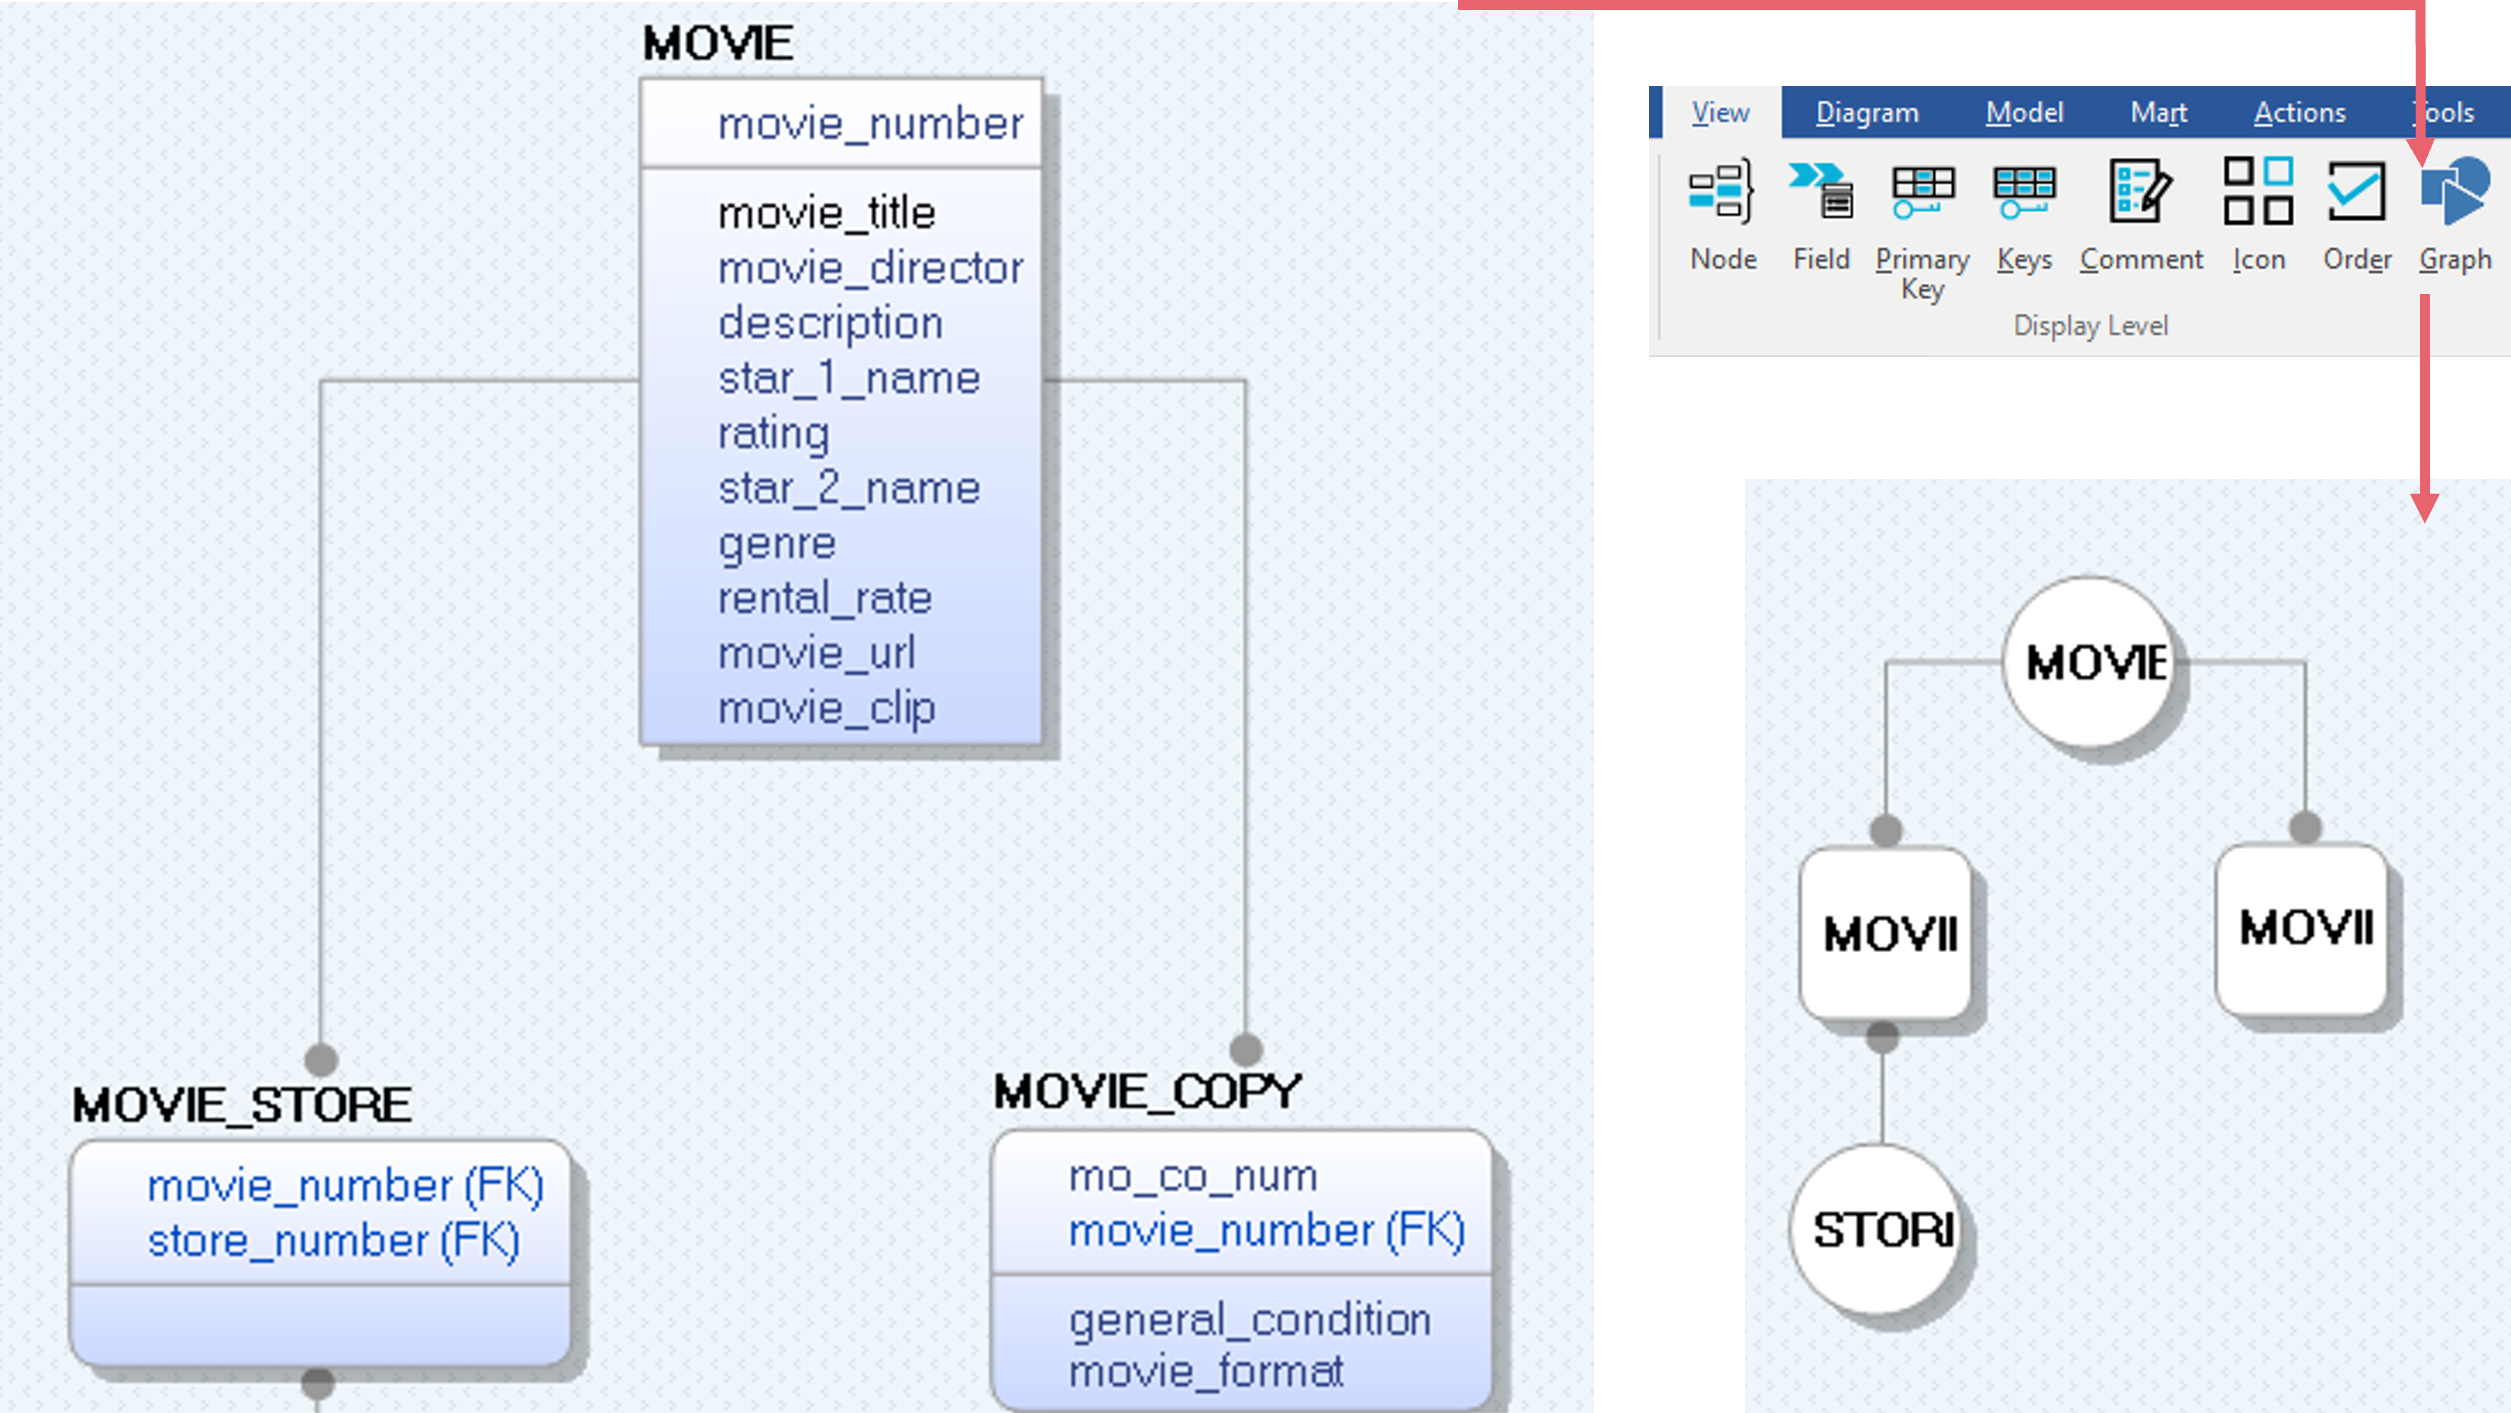 MOVIE
movie_number
movie_title
movie_director
description
star_1_name
rating
star_2_name
genre
rental_rate
movie_url
movie_clip
MOVIE_STORE
movie_number (FK)
store_number (FK)
MOVIE_COPY
mo_co_num
movie_number (FK)
general_condition
movie_format
View Diagram Model Mart Actions Tools
Node Field Primary Key Keys Comment Icon Order Graph
Display Level
MOVIE
MOVII
MOVII
STORI